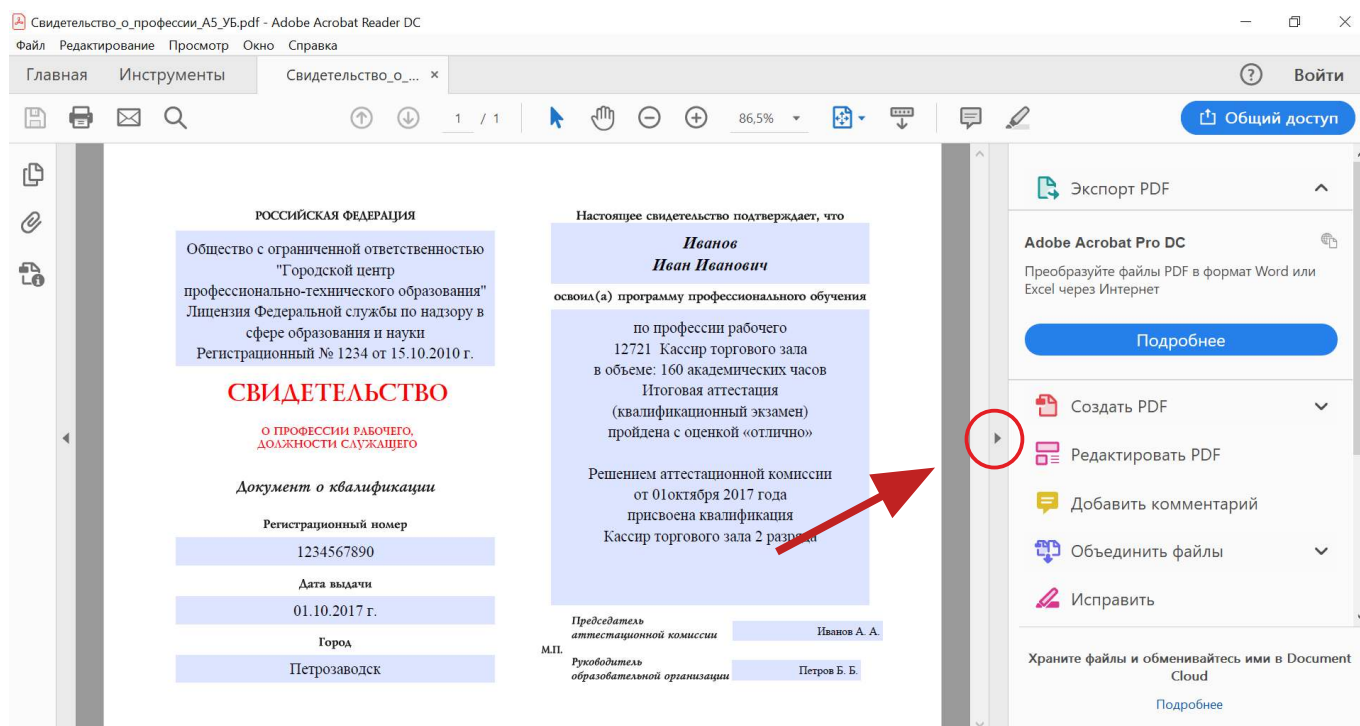 Свидетельство_о_профессии_А5_УБ.pdf - Adobe Acrobat Reader DC
Файл Редактирование Просмотр Окно Справка
Главная Инструменты Свидетельство_о_... × Войти
1 / 1 86,5% Общий доступ
РОССИЙСКАЯ ФЕДЕРАЦИЯ
Общество с ограниченной ответственностью
"Городской центр
профессионально-технического образования"
Лицензия Федеральной службы по надзору в
сфере образования и науки
Регистрационный № 1234 от 15.10.2010 г.
СВИДЕТЕЛЬСТВО
О ПРОФЕССИИ РАБОЧЕГО,
ДОЛЖНОСТИ СЛУЖАЩЕГО
Документ о квалификации
Регистрационный номер
1234567890
Дата выдачи
01.10.2017 г.
Город
Петрозаводск
Настоящее свидетельство подтверждает, что
Иванов
Иван Иванович
освоил(а) программу профессионального обучения
по профессии рабочего
12721 Кассир торгового зала
в объеме: 160 академических часов
Итоговая аттестация
(квалификационный экзамен)
пройдена с оценкой «отлично»
Решением аттестационной комиссии
от 01октября 2017 года
присвоена квалификация
Кассир торгового зала 2 разряда
Председатель
аттестационной комиссии Иванов А. А.
М.П.
Руководитель
образовательной организации Петров Б. Б.
Экспорт PDF
Adobe Acrobat Pro DC
Преобразуйте файлы PDF в формат Word или
Excel через Интернет
Подробнее
Создать PDF
Редактировать PDF
Добавить комментарий
Объединить файлы
Исправить
Храните файлы и обменивайтесь ими в Document
Cloud
Подробнее